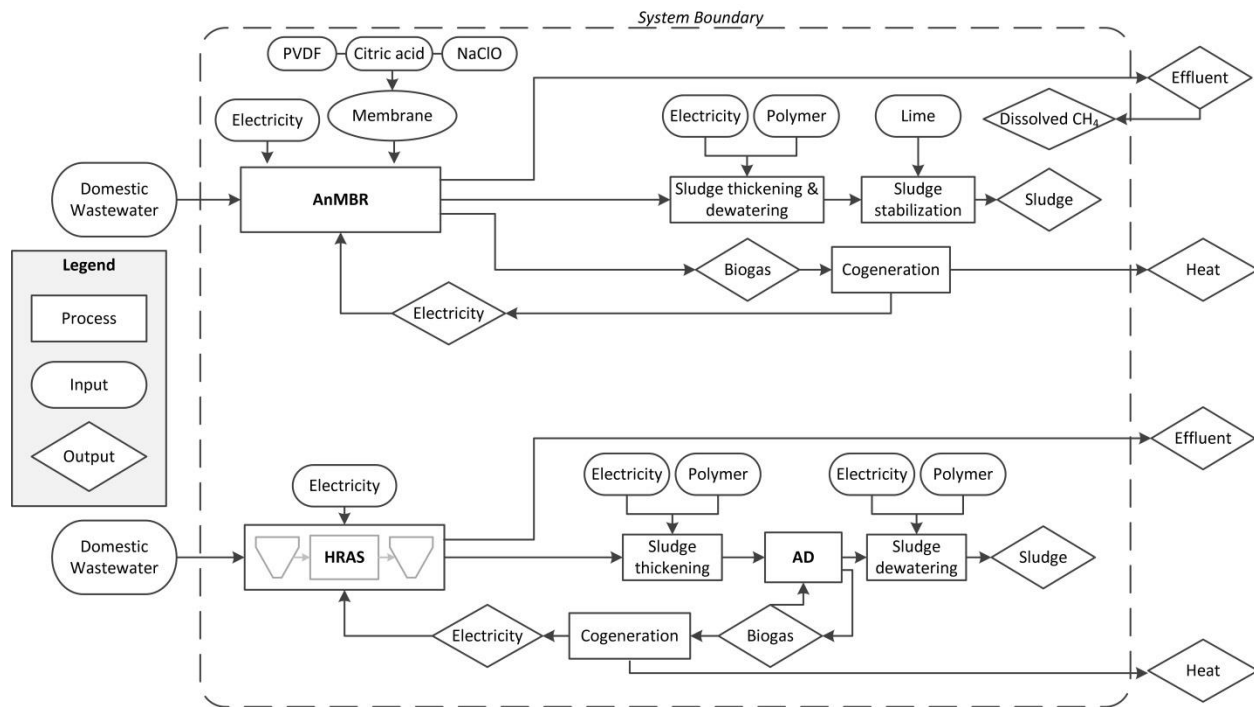 System Boundary
PVDF
Citric acid
NaClO
Effluent
Electricity
Membrane
Electricity
Polymer
Lime
Dissolved CH₄
Domestic
Wastewater
AnMBR
Sludge thickening &
dewatering
Sludge
stabilization
Sludge
Legend
Process
Input
Output
Biogas
Cogeneration
Heat
Electricity
Effluent
Electricity
Electricity
Polymer
Electricity
Polymer
Domestic
Wastewater
HRAS
Sludge
thickening
AD
Sludge
dewatering
Sludge
Electricity
Cogeneration
Biogas
Heat